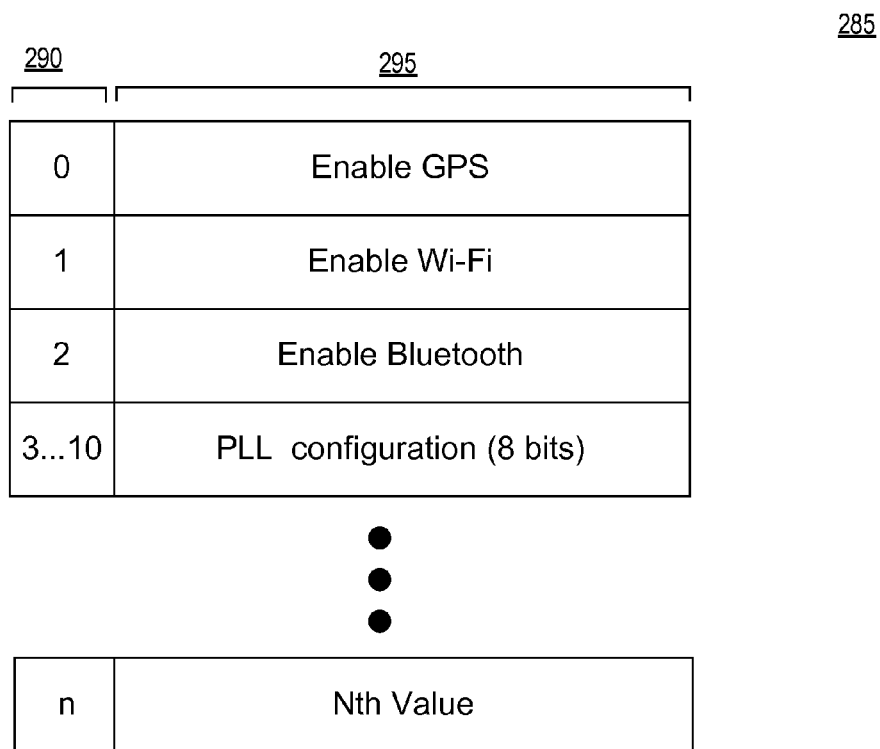 285
290 295
0 Enable GPS
1 Enable Wi-Fi
2 Enable Bluetooth
3...10 PLL configuration (8 bits)
n Nth Value